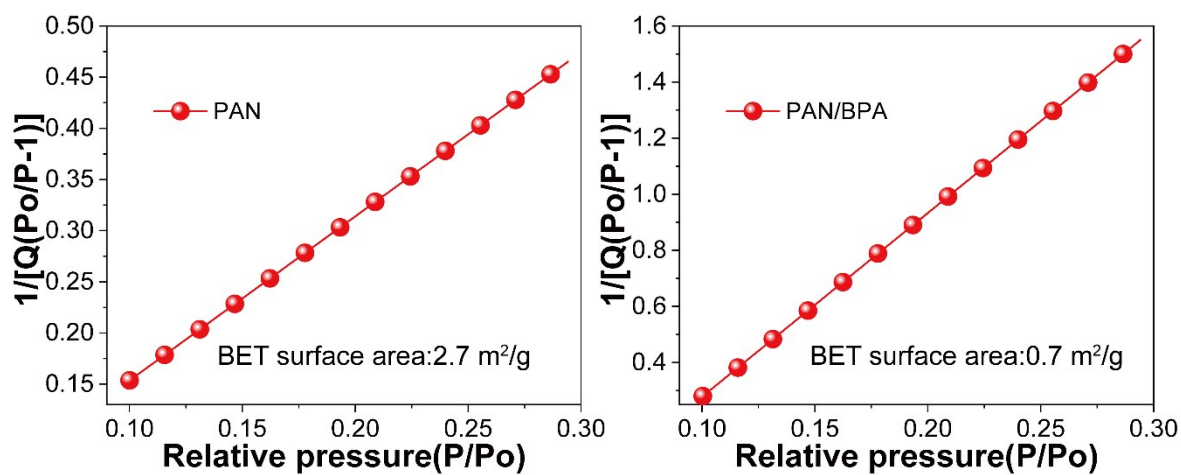 0.50
0.45
0.40
0.35
0.30
0.25
0.20
0.15
1/[Q(Po/P-1)]
PAN
BET surface area:2.7 m²/g
0.10 0.15 0.20 0.25 0.30
Relative pressure(P/Po)
1.6
1.4
1.2
1.0
0.8
0.6
0.4
1/[Q(Po/P-1)]
PAN/BPA
BET surface area:0.7 m²/g
0.10 0.15 0.20 0.25 0.30
Relative pressure(P/Po)